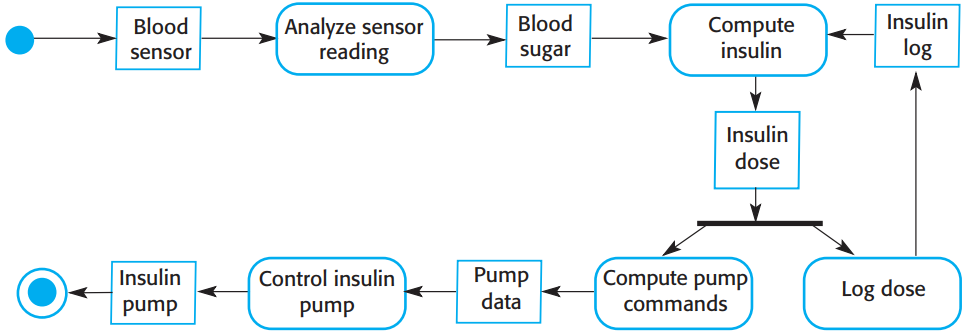 Blood
sensor
Analyze sensor
reading
Blood
sugar
Compute
insulin
Insulin
log
Insulin
dose
Insulin
pump
Control insulin
pump
Pump
data
Compute pump
commands
Log dose